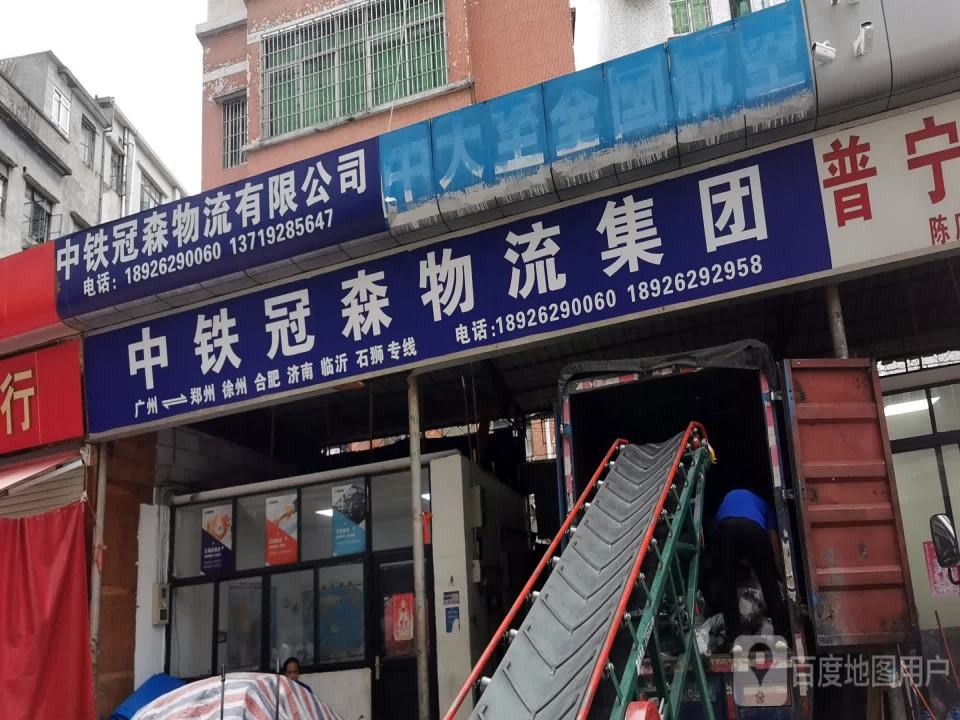 中铁冠森物流有限公司
电话：18926290060 13719285647
中大至全国航空
中铁冠森物流集团
电话:18926290060 18926292958
广州⇌郑州 徐州 合肥 济南 临沂 石狮 专线
普宁
行
百度地图用户